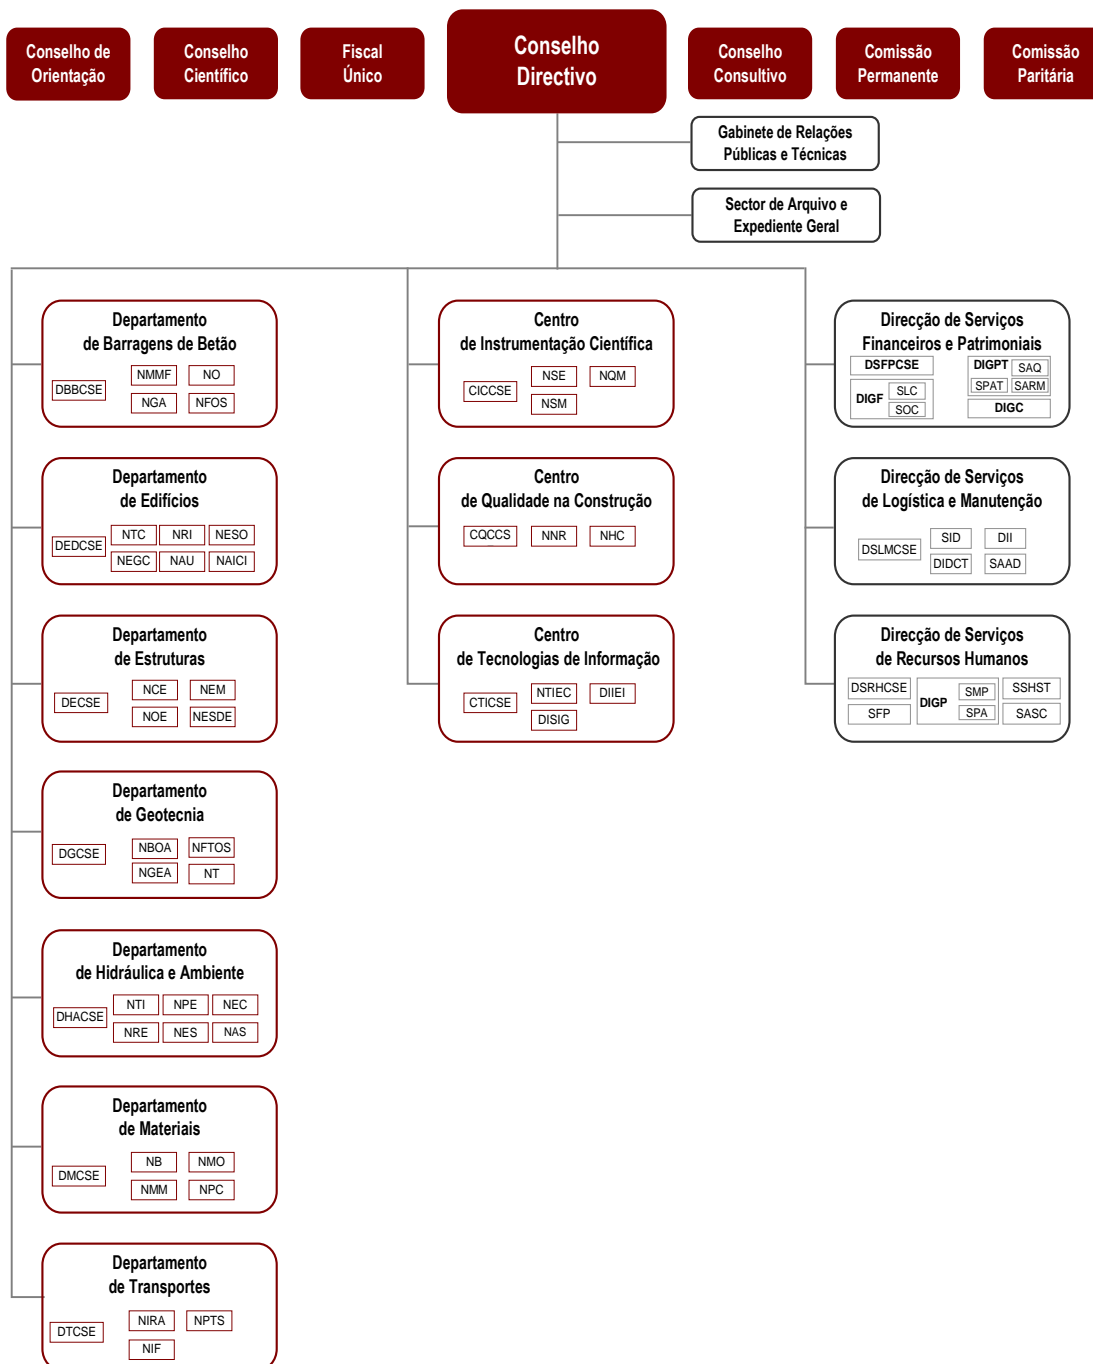 Conselho de
Orientação
Conselho
Científico
Fiscal
Único
Conselho
Directivo
Conselho
Consultivo
Comissão
Permanente
Comissão
Paritária
Gabinete de Relações
Públicas e Técnicas
Sector de Arquivo e
Expediente Geral
Departamento
de Barragens de Betão
DBBCSE
NMMF
NO
NGA
NFOS
Departamento
de Edifícios
DEDCSE
NTC
NRI
NESO
NEGC
NAU
NAICI
Departamento
de Estruturas
DECSE
NCE
NEM
NOE
NESDE
Departamento
de Geotecnia
DGCSE
NBOA
NFTOS
NGEA
NT
Departamento
de Hidráulica e Ambiente
DHACSE
NTI
NPE
NEC
NRE
NES
NAS
Departamento
de Materiais
DMCSE
NB
NMO
NMM
NPC
Departamento
de Transportes
DTCSE
NIRA
NPTS
NIF
Centro
de Instrumentação Científica
CICCSE
NSE
NQM
NSM
Centro
de Qualidade na Construção
CQCCS
NNR
NHC
Centro
de Tecnologias de Informação
CTICSE
NTIEC
DIIEI
DISIG
Direcção de Serviços
Financeiros e Patrimoniais
DSFPCSE
DIGF
SLC
SOC
DIGPT
SAQ
SPAT
SARM
DIGC
Direcção de Serviços
de Logística e Manutenção
DSLMCSE
SID
DII
DIDCT
SAAD
Direcção de Serviços
de Recursos Humanos
DSRHCSE
SFP
DIGP
SMP
SPA
SSHST
SASC